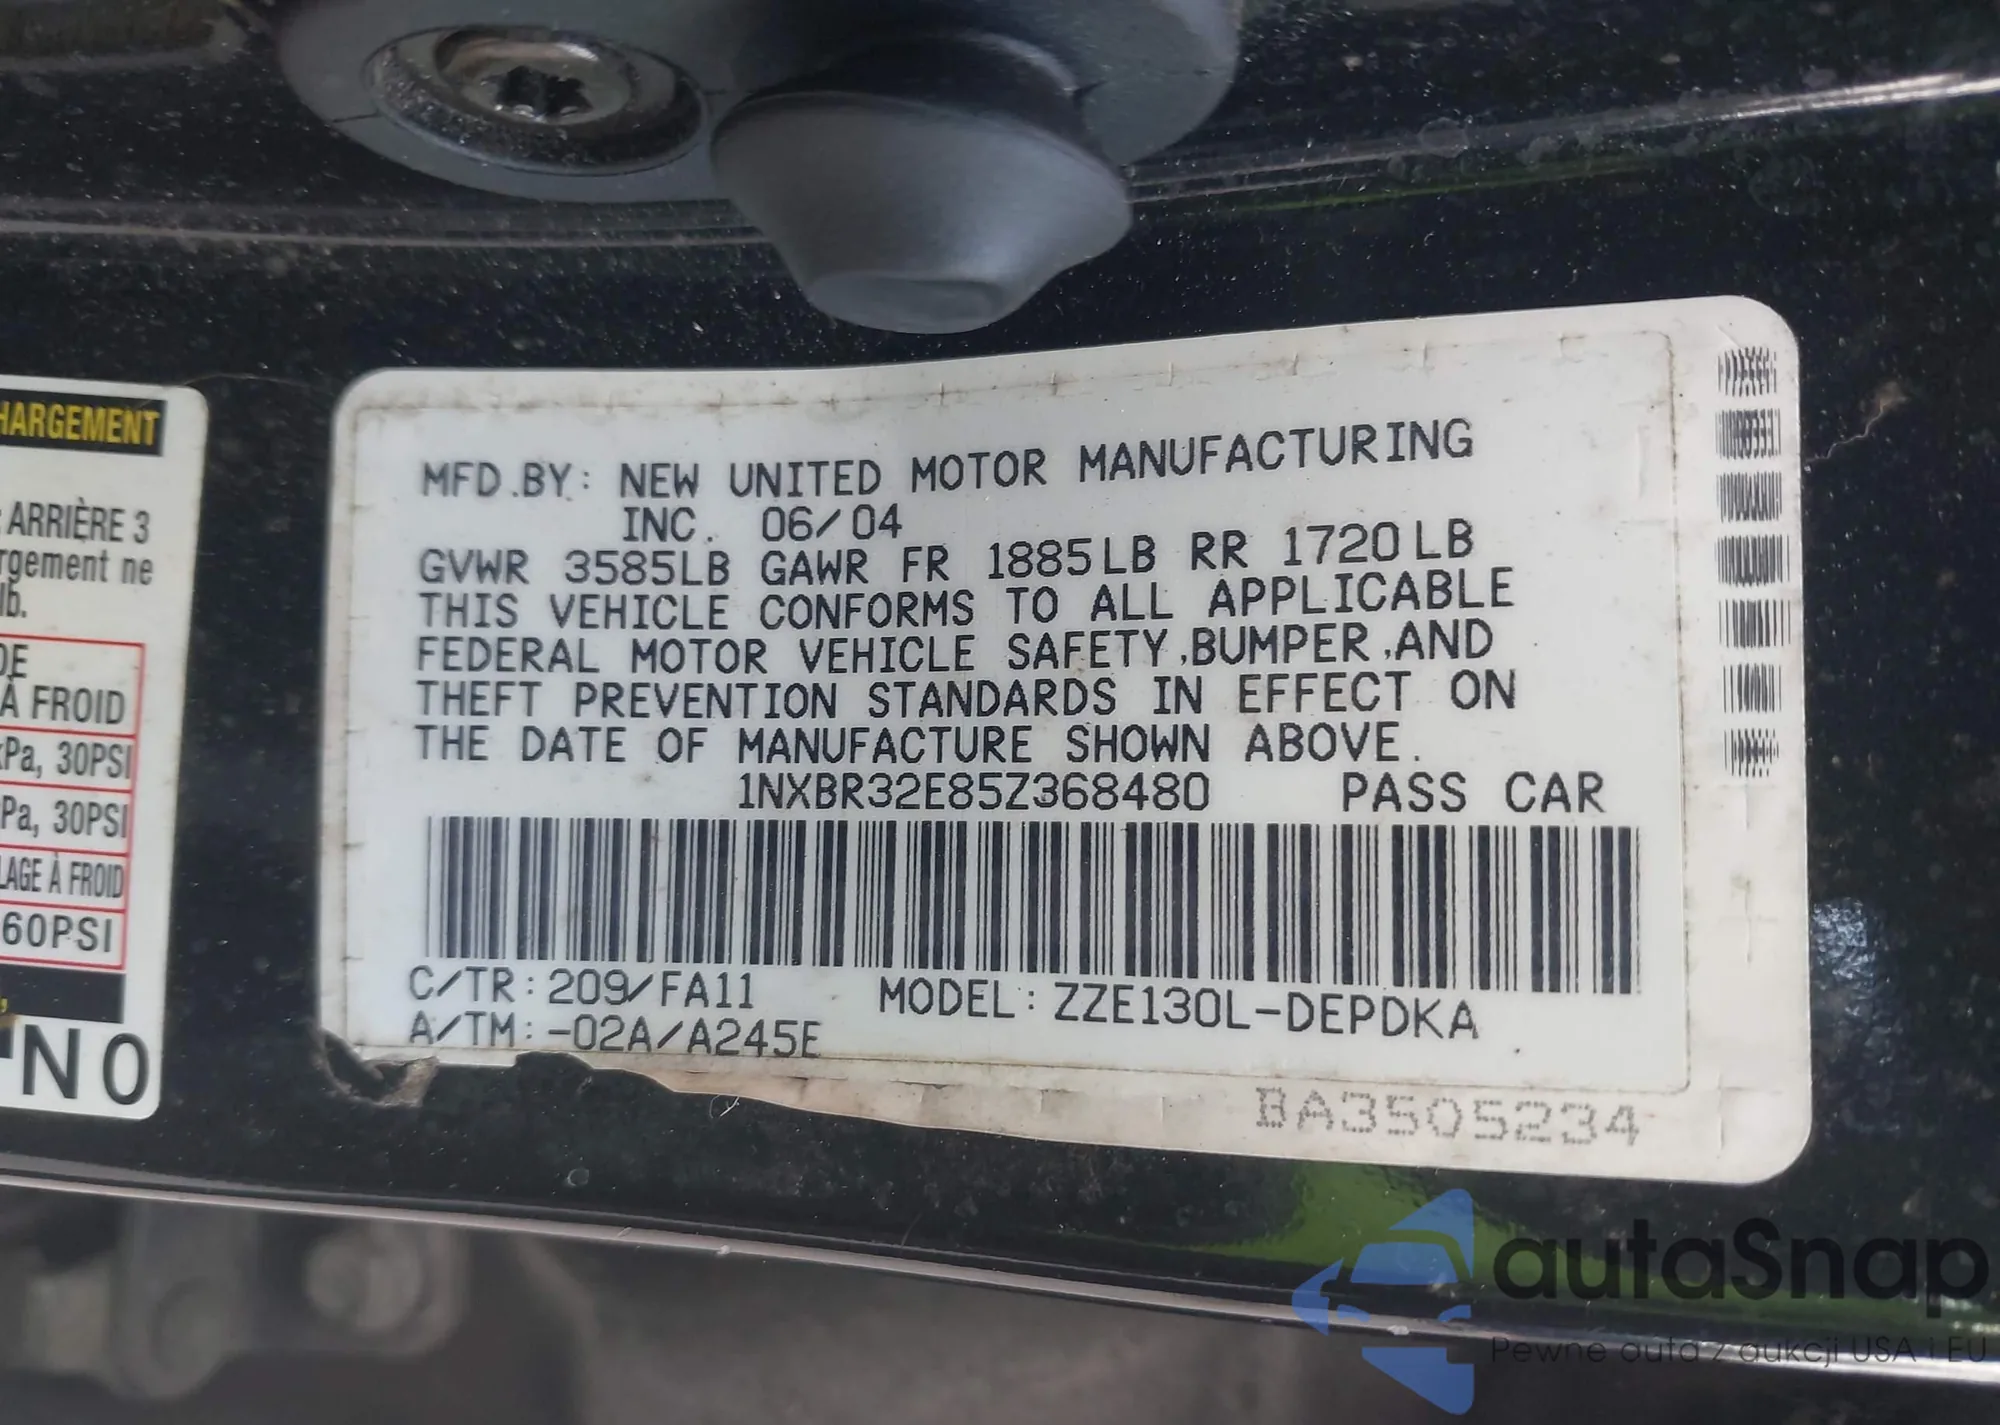 HARGEMENT
ARRIÈRE 3
rgement ne
lb.
DE
À FROID
kPa, 30PSI
Pa, 30PSI
LAGE À FROID
60PSI
NO
MFD.BY: NEW UNITED MOTOR MANUFACTURING
INC. 06/04
GVWR 3585LB GAWR FR 1885LB RR 1720LB
THIS VEHICLE CONFORMS TO ALL APPLICABLE
FEDERAL MOTOR VEHICLE SAFETY,BUMPER,AND
THEFT PREVENTION STANDARDS IN EFFECT ON
THE DATE OF MANUFACTURE SHOWN ABOVE.
1NXBR32E85Z368480 PASS CAR
C/TR: 209/FA11 MODEL: ZZE130L-DEPDKA
A/TM: -02A/A245E
BA3505234
autaSnap
Pewne auta z aukcji USA i EU